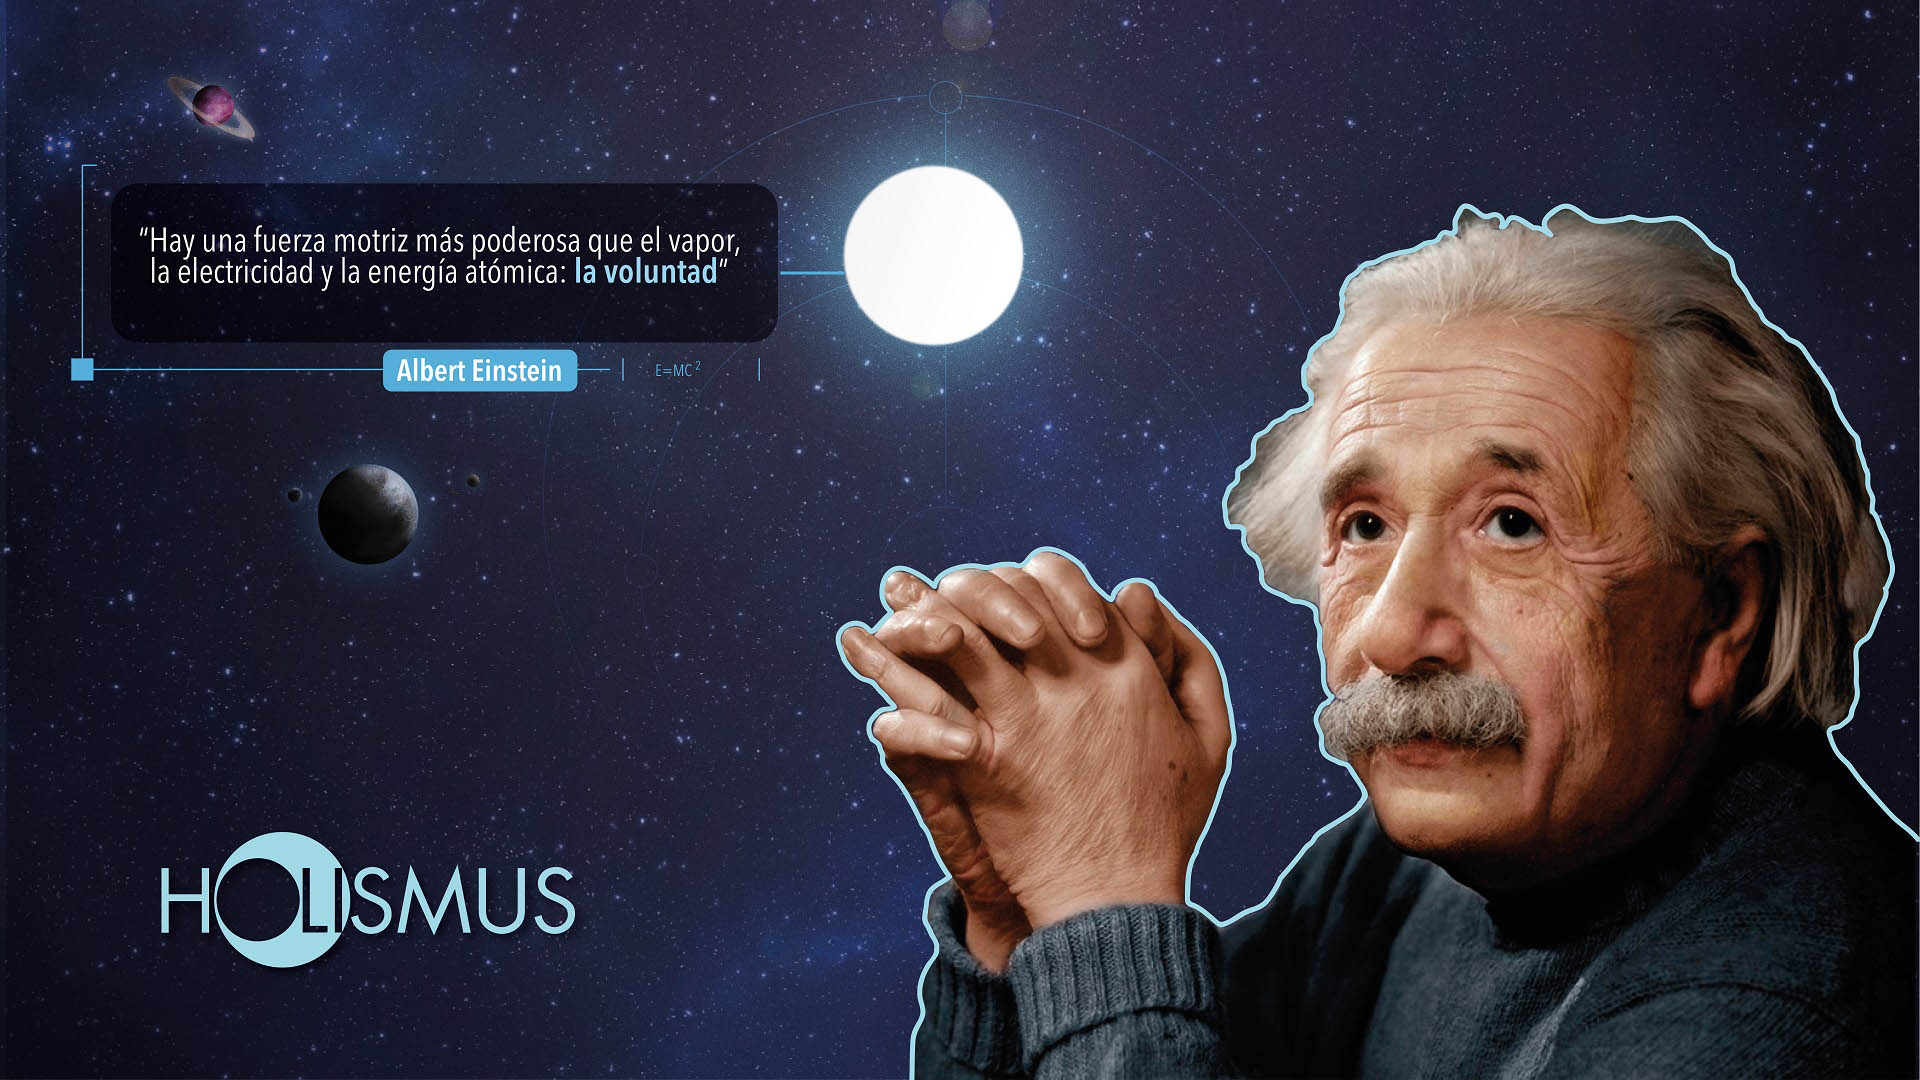 “Hay una fuerza motriz más poderosa que el vapor,
la electricidad y la energía atómica: la voluntad”
Albert Einstein
E=MC²
HOLISMUS